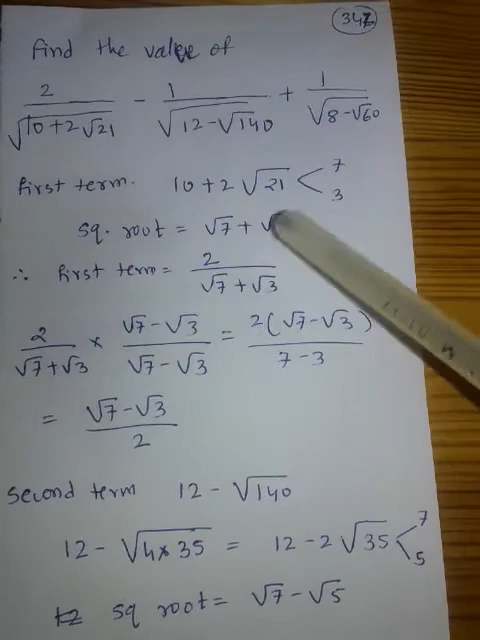 347
Find the value of
2/√(10+2√21) - 1/√(12-√140) + 1/√(8-√60)
First term. 10+2√21 < 7 3
sq. root = √7 + √
∴ first term = 2/(√7+√3)
2/(√7+√3) × (√7-√3)/(√7-√3) = 2(√7-√3)/(7-3)
= (√7-√3)/2
Second term 12-√140
12-√(4×35) = 12-2√35 < 7 5
sq root = √7-√5